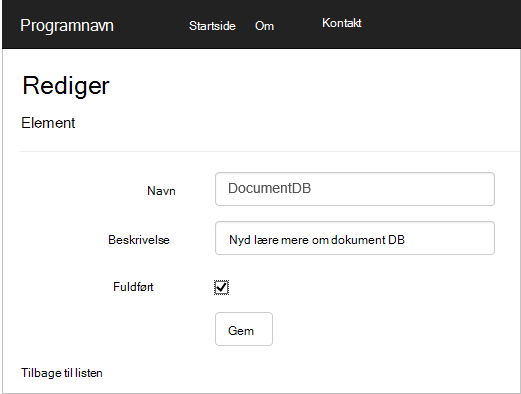 Programnavn Startside Om Kontakt
Rediger
Element
Navn DocumentDB
Beskrivelse Nyd lære mere om dokument DB
Fuldført
Gem
Tilbage til listen